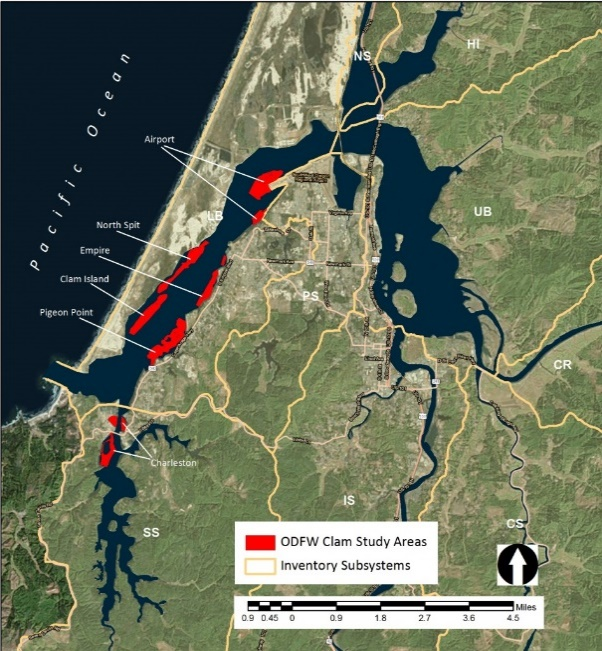 Pacific Ocean
NS
HI
Airport
LB
UB
North Spit
Empire
Clam Island
PS
Pigeon Point
CR
Charleston
IS
CS
SS
ODFW Clam Study Areas
Inventory Subsystems
Miles
0.9 0.45 0 0.9 1.8 2.7 3.6 4.5